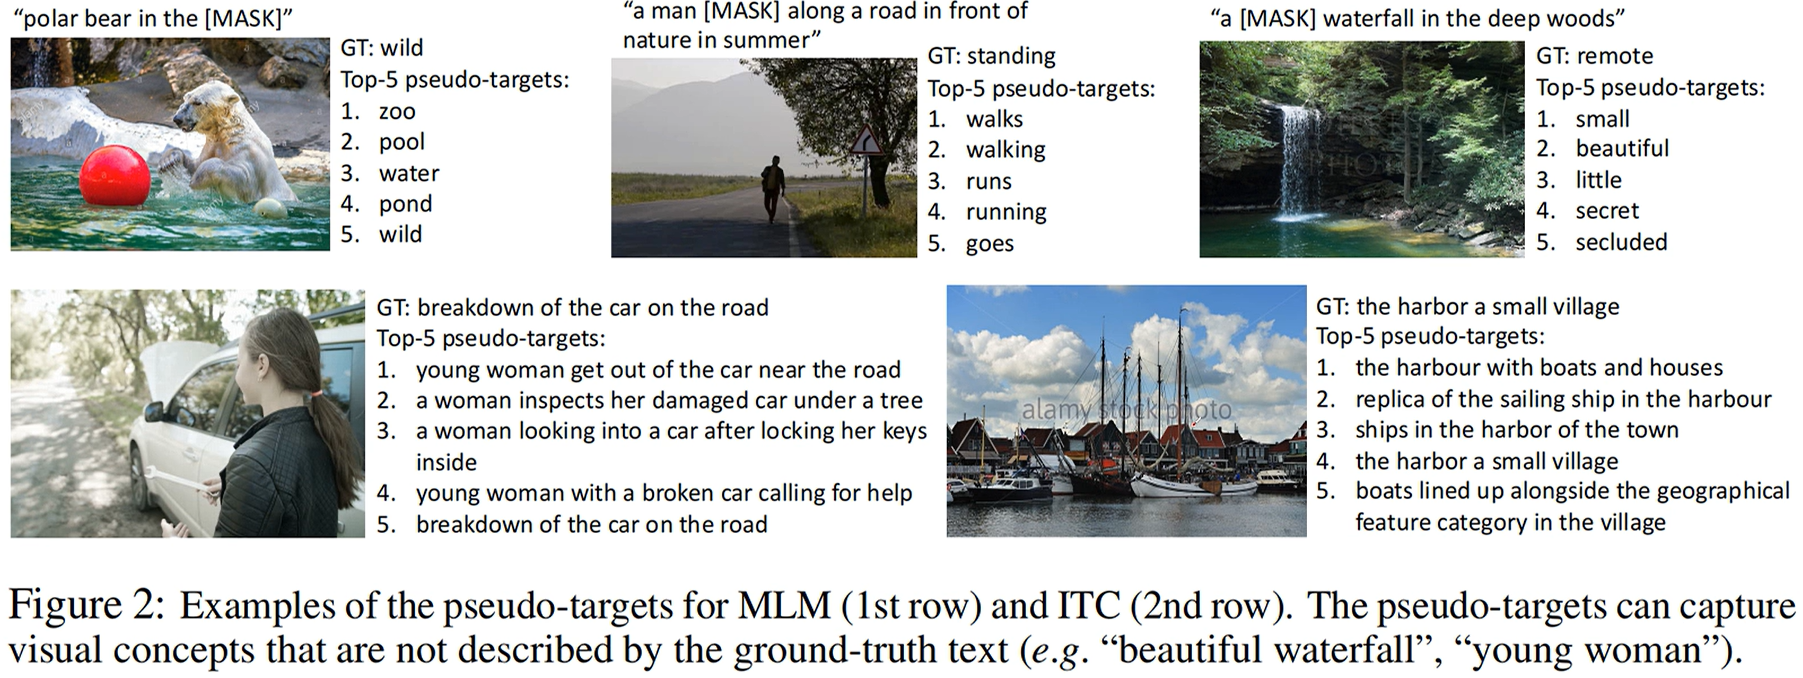 “polar bear in the [MASK]”
GT: wild
Top-5 pseudo-targets:
1. zoo
2. pool
3. water
4. pond
5. wild
“a man [MASK] along a road in front of
nature in summer”
GT: standing
Top-5 pseudo-targets:
1. walks
2. walking
3. runs
4. running
5. goes
“a [MASK] waterfall in the deep woods”
GT: remote
Top-5 pseudo-targets:
1. small
2. beautiful
3. little
4. secret
5. secluded
GT: breakdown of the car on the road
Top-5 pseudo-targets:
1. young woman get out of the car near the road
2. a woman inspects her damaged car under a tree
3. a woman looking into a car after locking her keys
inside
4. young woman with a broken car calling for help
5. breakdown of the car on the road
alamy stock photo
GT: the harbor a small village
Top-5 pseudo-targets:
1. the harbour with boats and houses
2. replica of the sailing ship in the harbour
3. ships in the harbor of the town
4. the harbor a small village
5. boats lined up alongside the geographical
feature category in the village
Figure 2: Examples of the pseudo-targets for MLM (1st row) and ITC (2nd row). The pseudo-targets can capture
visual concepts that are not described by the ground-truth text (e.g. “beautiful waterfall”, “young woman”).